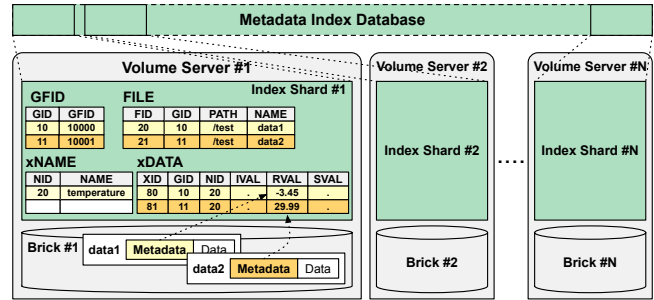 Metadata Index Database
Volume Server #1
Volume Server #2
Volume Server #N
Index Shard #1
GFID
FILE
GID GFID
10 10000
11 10001
FID GID PATH NAME
20 10 /test data1
21 11 /test data2
xNAME
xDATA
NID NAME
20 temperature
XID GID NID IVAL RVAL SVAL
80 10 20 . -3.45 .
81 11 20 . 29.99 .
Index Shard #2
....
Index Shard #N
Brick #1
data1 Metadata Data
data2 Metadata Data
Brick #2
Brick #N